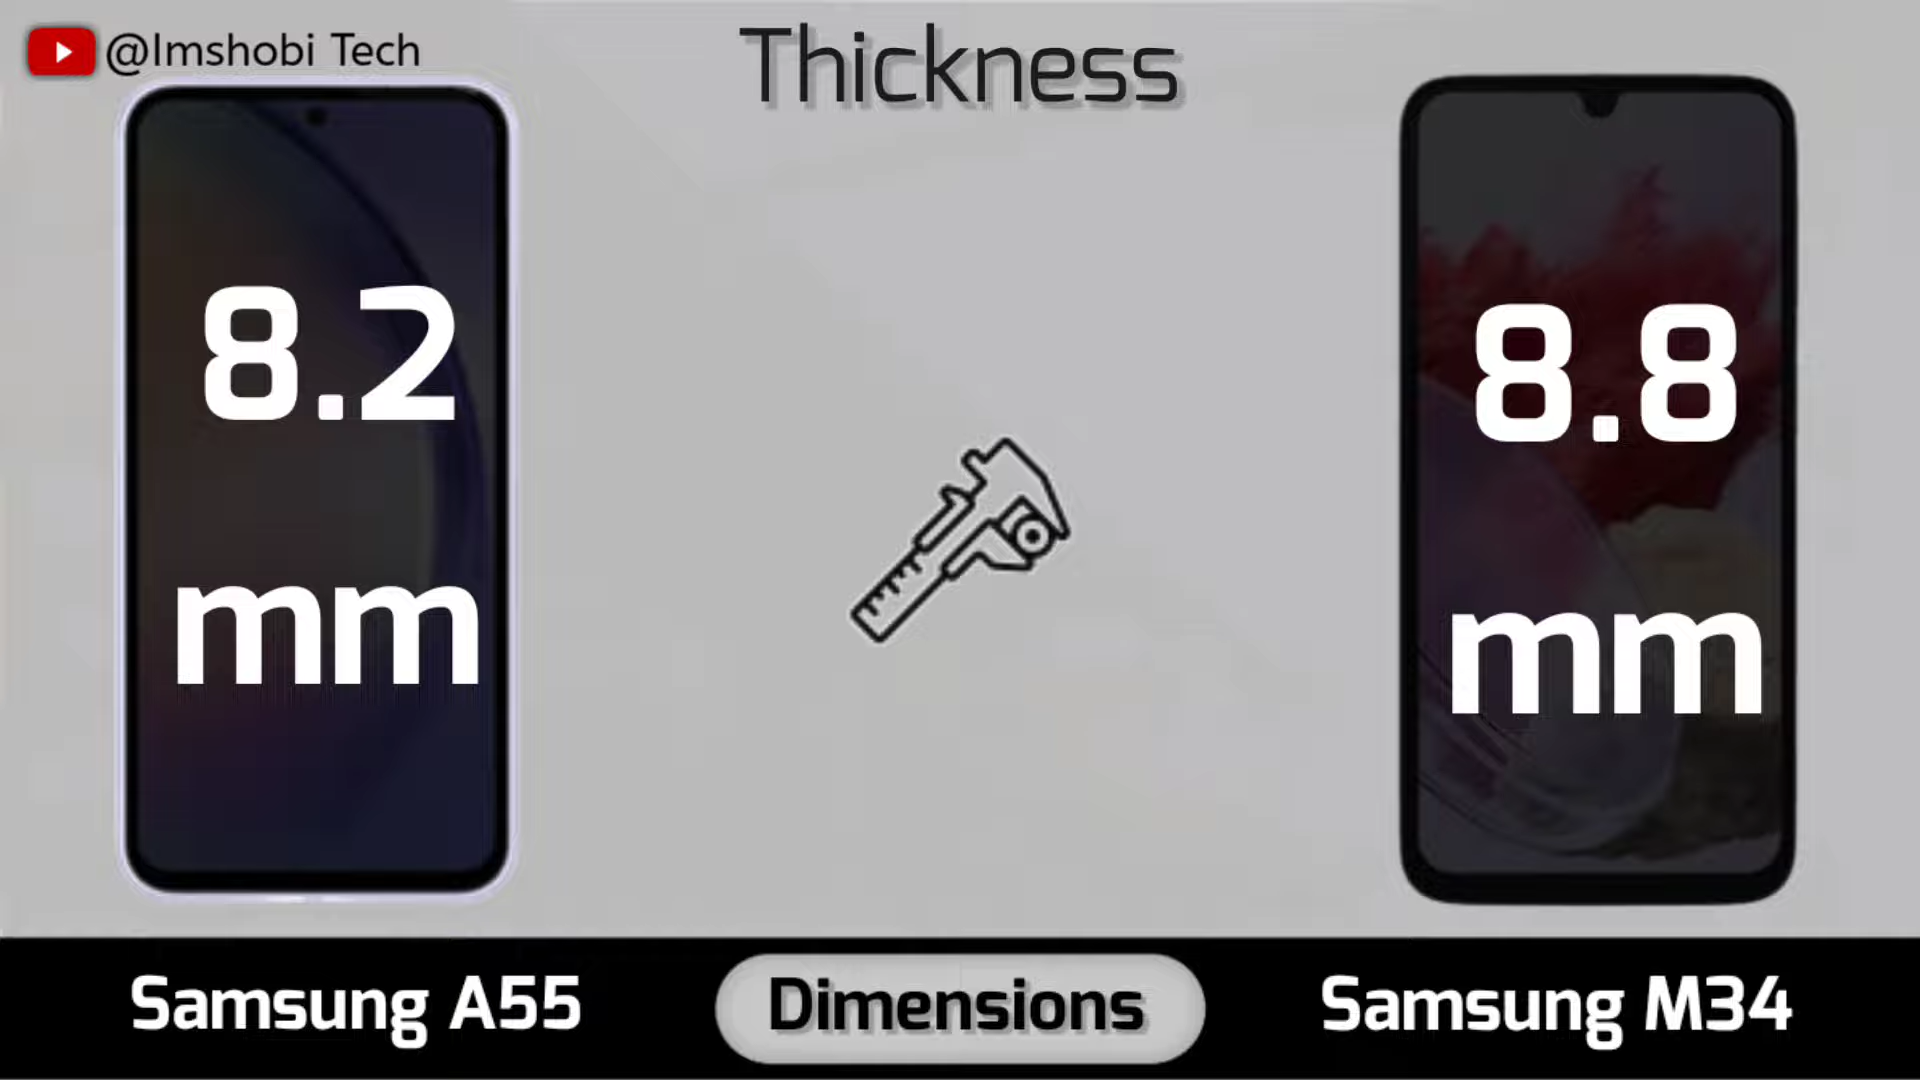 @Imshobi Tech
Thickness
8.2
mm
8.8
mm
Samsung A55
Dimensions
Samsung M34